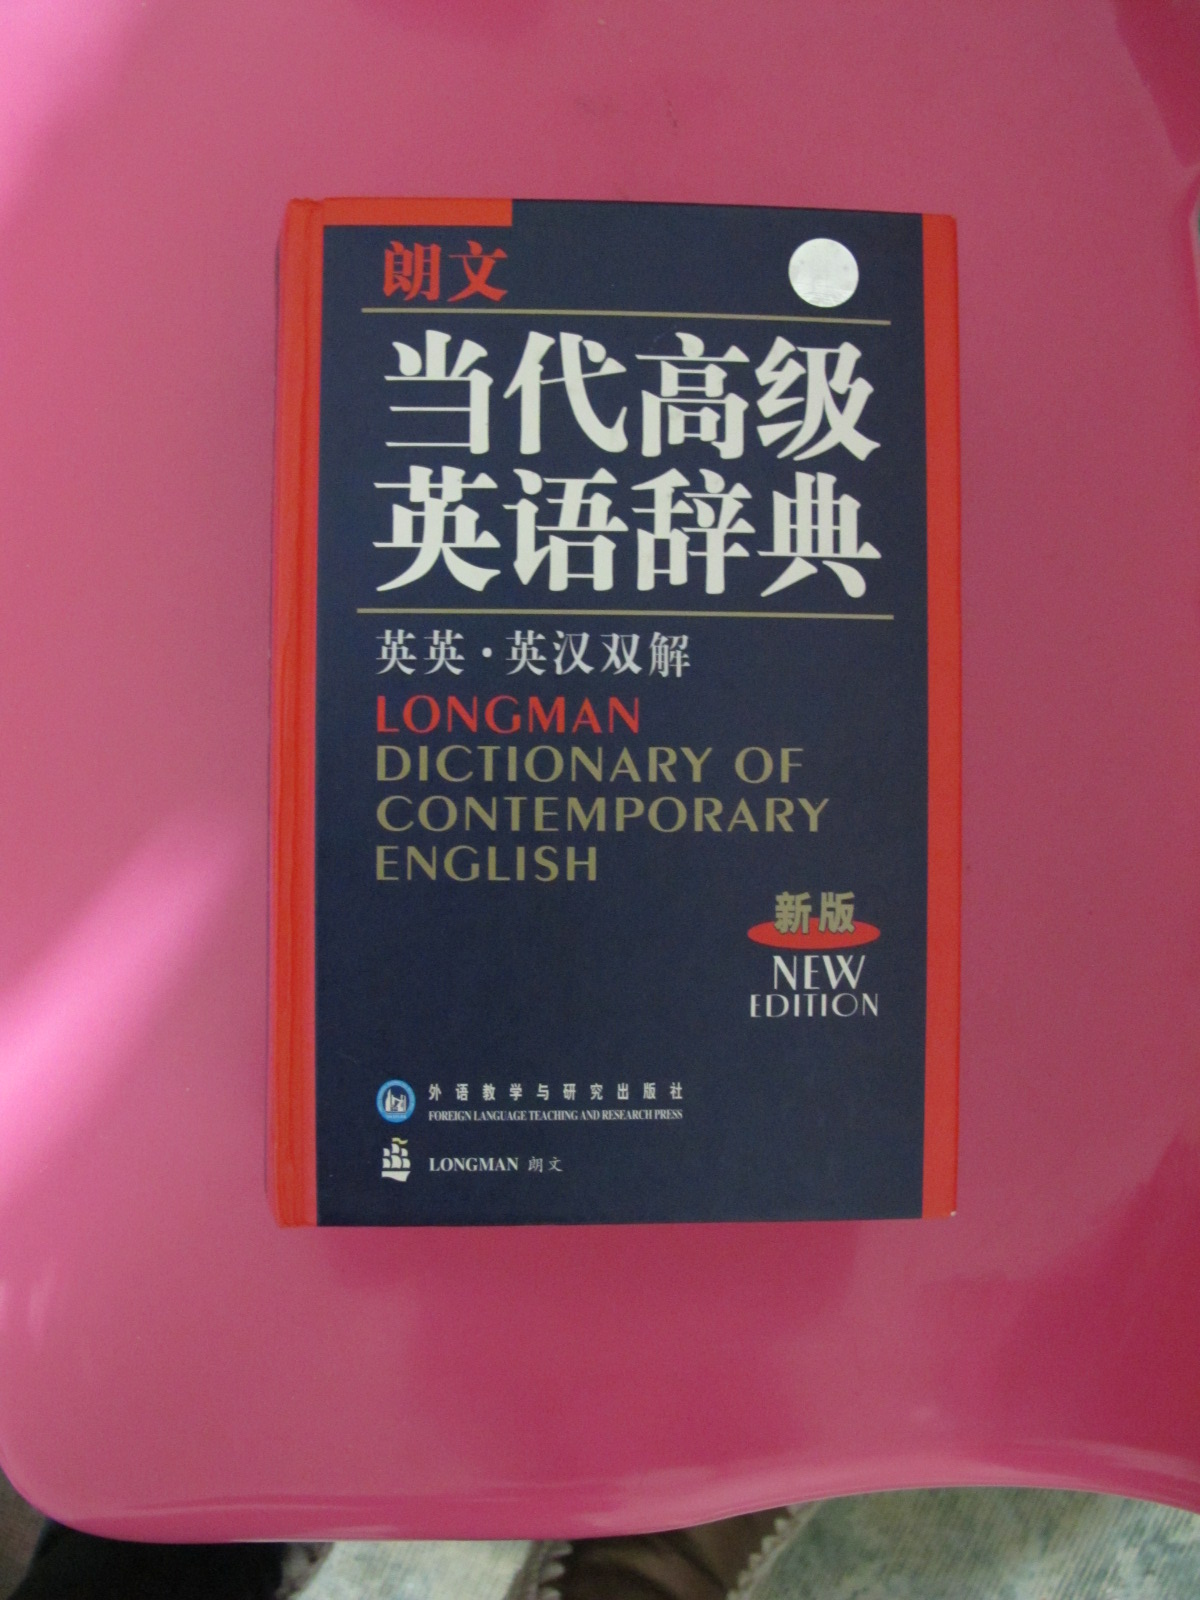 朗文
当代高级
英语辞典
英英·英汉双解
LONGMAN
DICTIONARY OF
CONTEMPORARY
ENGLISH
新版
NEW
EDITION
外语教学与研究出版社
FOREIGN LANGUAGE TEACHING AND RESEARCH PRESS
LONGMAN 朗文